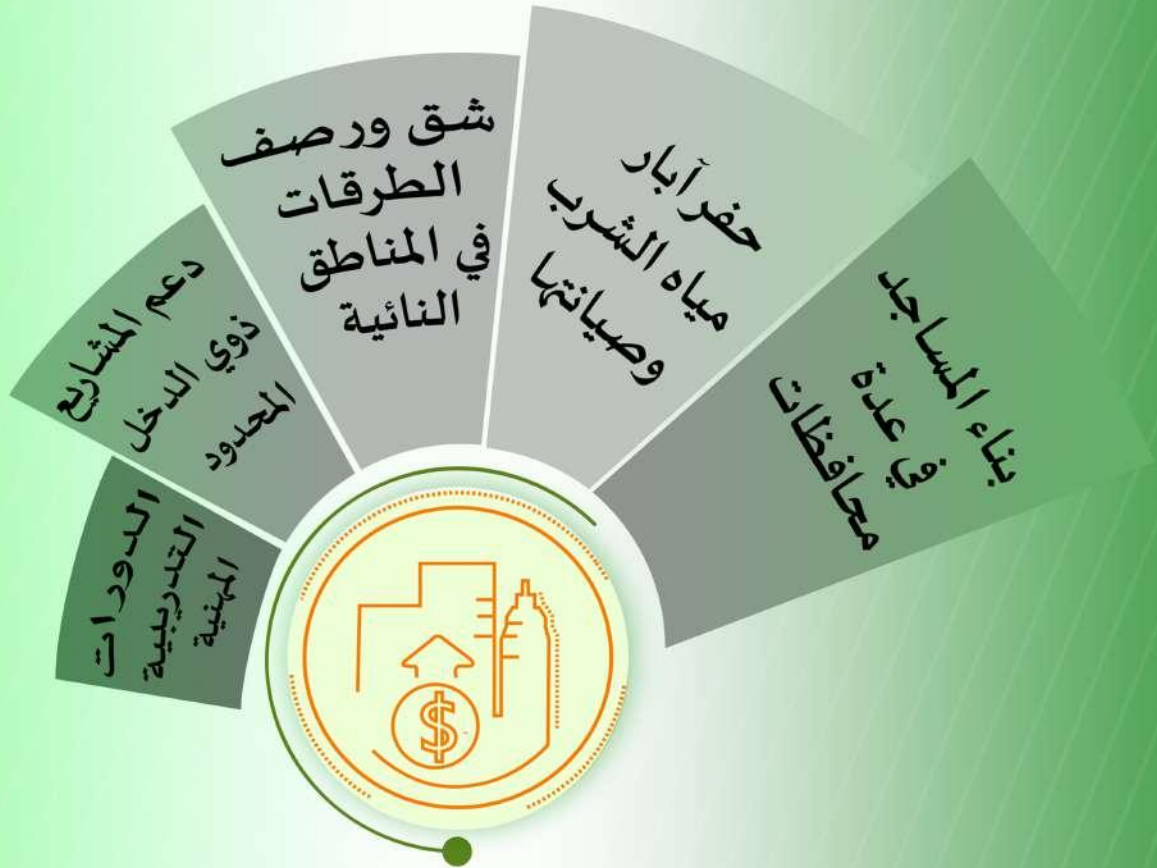 بناء المساجد
في عدة
محافظات
حفر آبار
مياه الشرب
وصيانتها
شق ورصف
الطرقات
في المناطق
النائية
دعم المشاريع
ذوي الدخل
المحدود
الدورات
التدريبية
المهنية
$